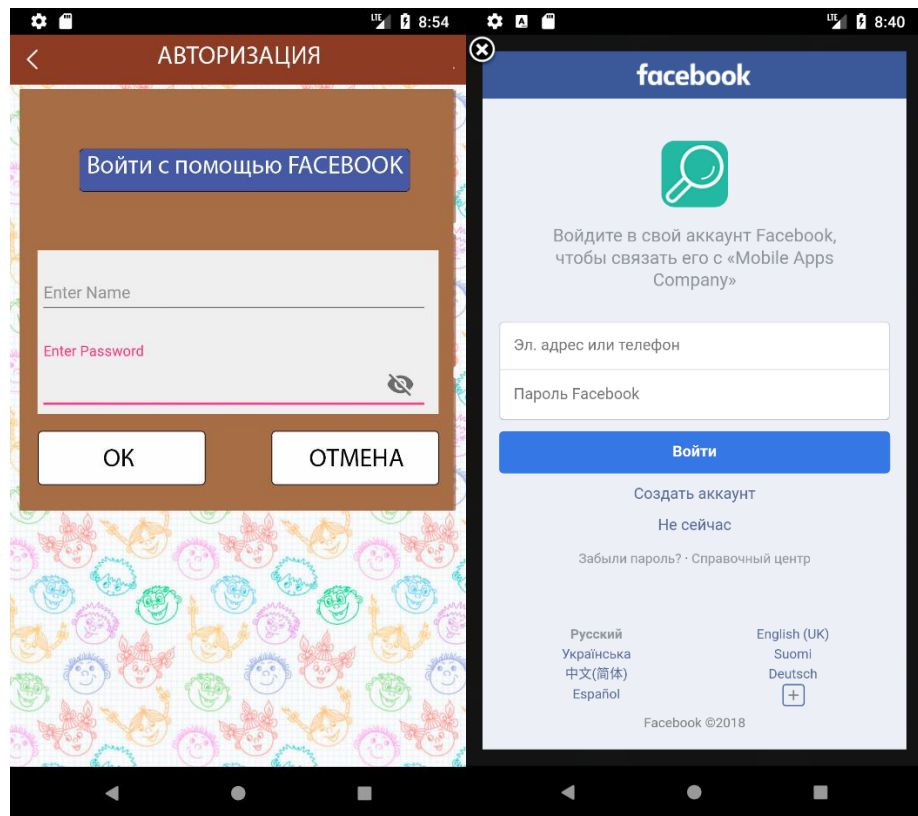 LTE 8:54
АВТОРИЗАЦИЯ
Войти с помощью FACEBOOK
Enter Name
Enter Password
OK
ОТМЕНА
A
LTE 8:40
facebook
Войдите в свой аккаунт Facebook,
чтобы связать его с «Mobile Apps
Company»
Эл. адрес или телефон
Пароль Facebook
Войти
Создать аккаунт
Не сейчас
Забыли пароль? · Справочный центр
Русский
English (UK)
Українська
Suomi
中文(简体)
Deutsch
Español
Facebook ©2018